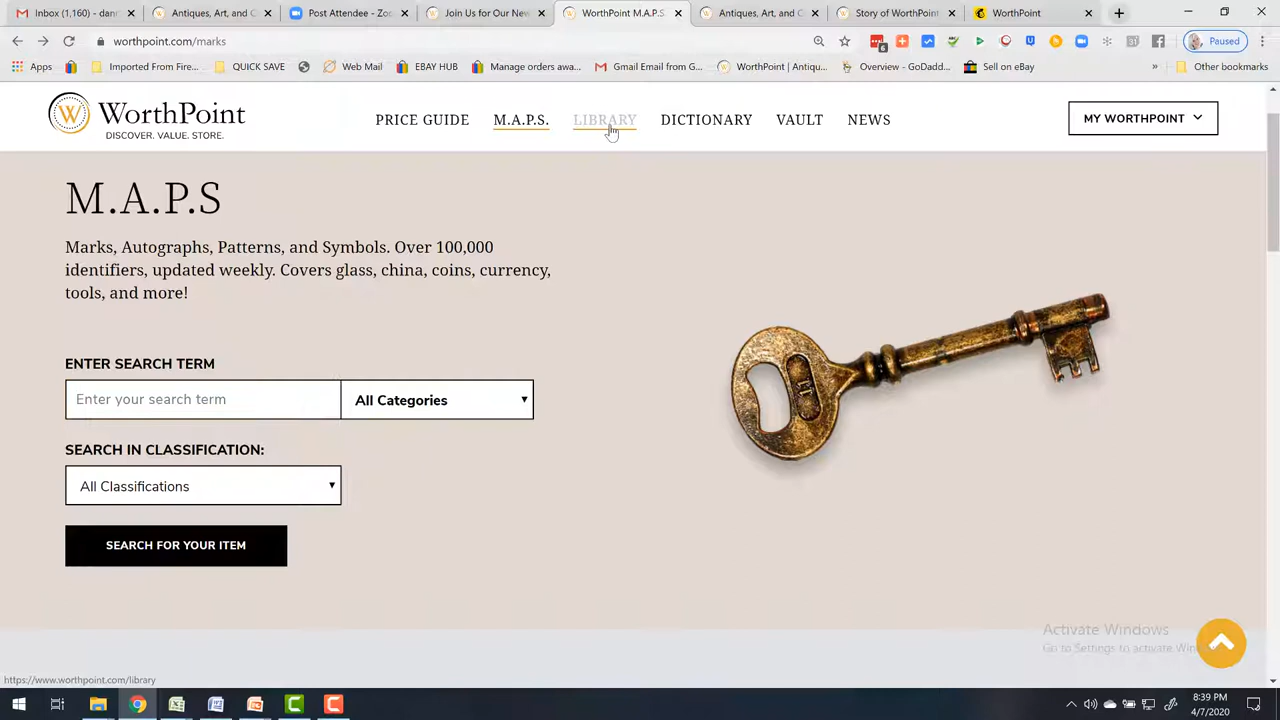 Inbox (1,160) - dann
Antiques, Art, and C
Post Attendee - Zoo
Join Us for Our New
WorthPoint M.A.P.S
Antiques, Art, and C
Story of WorthPoint
WorthPoint
worthpoint.com/marks
6
Paused
Apps
Imported From Fire...
QUICK SAVE
Web Mail
EBAY HUB
Manage orders awa...
Gmail Email from G...
WorthPoint | Antiqu...
Overview - GoDadd...
Sell on eBay
»
Other bookmarks
W WorthPoint
DISCOVER. VALUE. STORE.
PRICE GUIDE
M.A.P.S.
LIBRARY
DICTIONARY
VAULT
NEWS
MY WORTHPOINT
M.A.P.S
Marks, Autographs, Patterns, and Symbols. Over 100,000
identifiers, updated weekly. Covers glass, china, coins, currency,
tools, and more!
ENTER SEARCH TERM
Enter your search term
All Categories
SEARCH IN CLASSIFICATION:
All Classifications
SEARCH FOR YOUR ITEM
11
Activate Windows
Go to Settings to activate Win
https://www.worthpoint.com/library
8:39 PM
4/7/2020